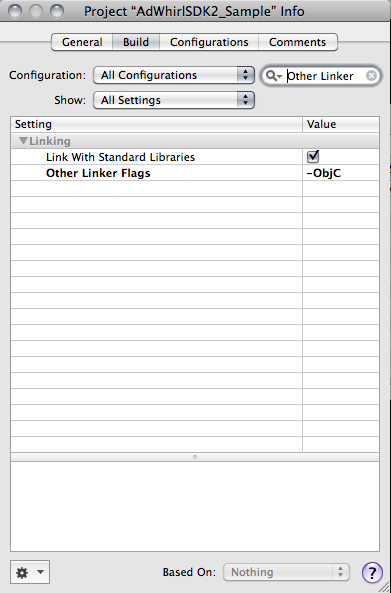 Project “AdWhirlSDK2_Sample” Info
General Build Configurations Comments
Configuration: All Configurations Other Linker
Show: All Settings
Setting Value
Linking
Link With Standard Libraries
Other Linker Flags -ObjC
Based On: Nothing ?